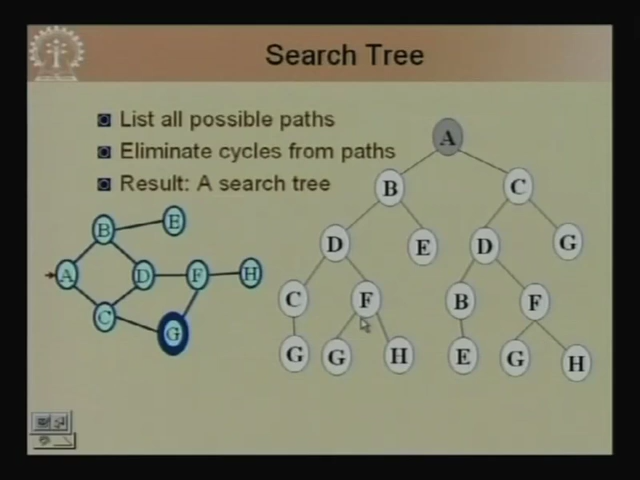 Search Tree
List all possible paths
Eliminate cycles from paths
Result: A search tree
A
B C
B E
D E D G
A D F H
C F B F
C G
G G H E G H